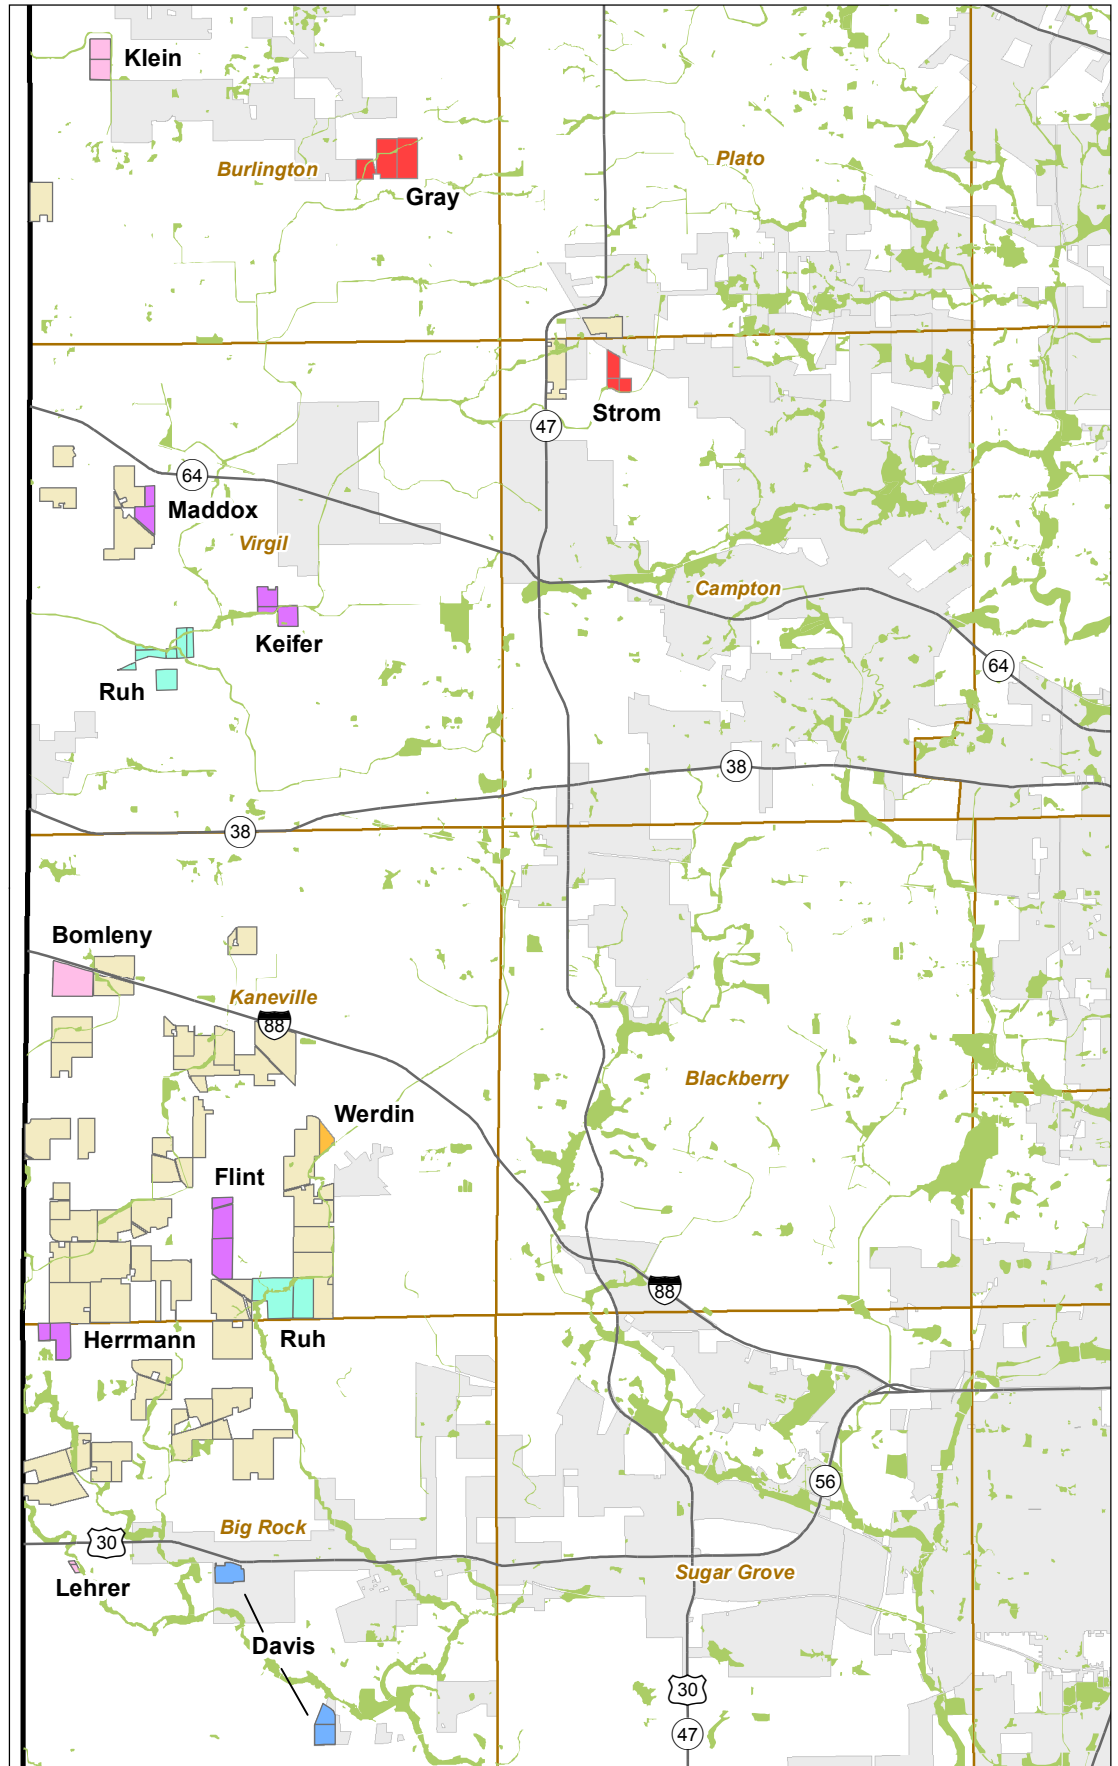 Klein
Burlington
Plato
Gray
Strom
47
64
Maddox
Virgil
Campton
Keifer
64
Ruh
38
38
Bomleny
Kaneville
88
Blackberry
Werdin
Flint
88
Herrmann
Ruh
56
Big Rock
30
Sugar Grove
Lehrer
Davis
30
47